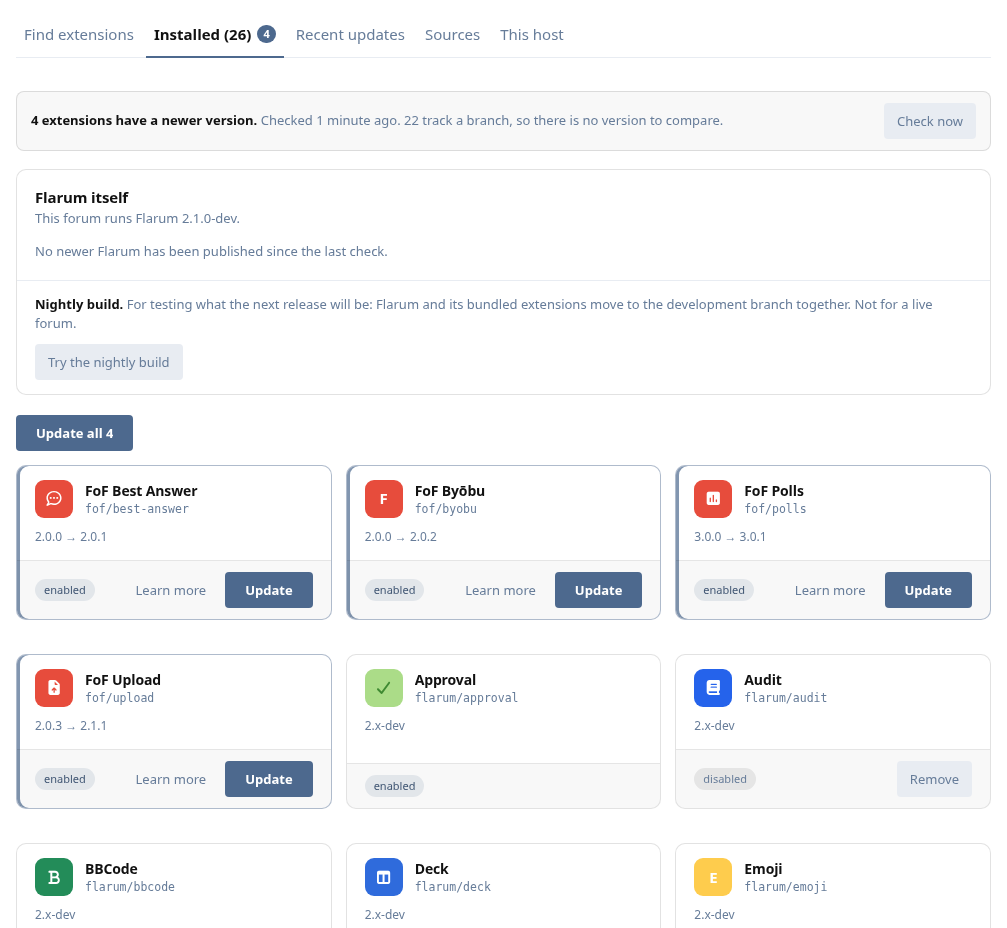 Find extensions Installed (26) 4 Recent updates Sources This host
4 extensions have a newer version. Checked 1 minute ago. 22 track a branch, so there is no version to compare. Check now
Flarum itself
This forum runs Flarum 2.1.0-dev.
No newer Flarum has been published since the last check.
Nightly build. For testing what the next release will be: Flarum and its bundled extensions move to the development branch together. Not for a live
forum.
Try the nightly build
Update all 4
FoF Best Answer
fof/best-answer
2.0.0 → 2.0.1
enabled Learn more Update
F
FoF Byōbu
fof/byobu
2.0.0 → 2.0.2
enabled Learn more Update
FoF Polls
fof/polls
3.0.0 → 3.0.1
enabled Learn more Update
FoF Upload
fof/upload
2.0.3 → 2.1.1
enabled Learn more Update
Approval
flarum/approval
2.x-dev
enabled
Audit
flarum/audit
2.x-dev
disabled Remove
B
BBCode
flarum/bbcode
2.x-dev
Deck
flarum/deck
2.x-dev
E
Emoji
flarum/emoji
2.x-dev